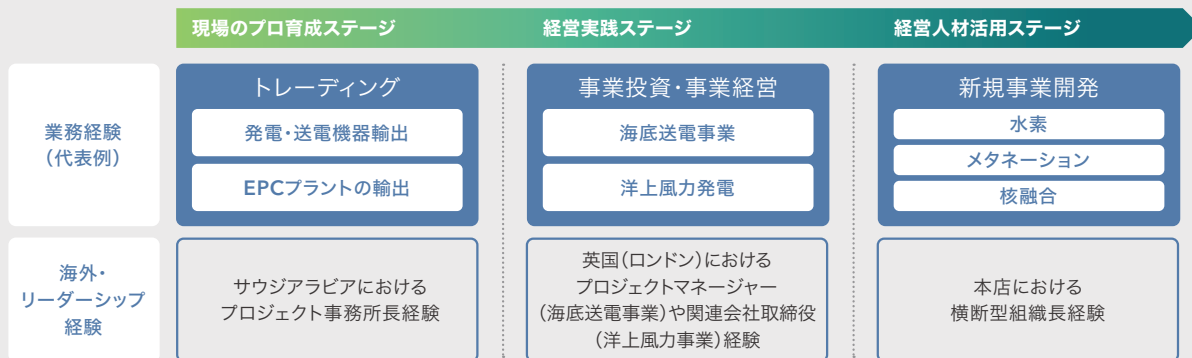 現場のプロ育成ステージ
経営実践ステージ
経営人材活用ステージ
業務経験
（代表例）
トレーディング
発電・送電機器輸出
EPCプラントの輸出
事業投資・事業経営
海底送電事業
洋上風力発電
新規事業開発
水素
メタネーション
核融合
海外・
リーダーシップ
経験
サウジアラビアにおける
プロジェクト事務所長経験
英国（ロンドン）における
プロジェクトマネージャー
（海底送電事業）や関連会社取締役
（洋上風力事業）経験
本店における
横断型組織長経験